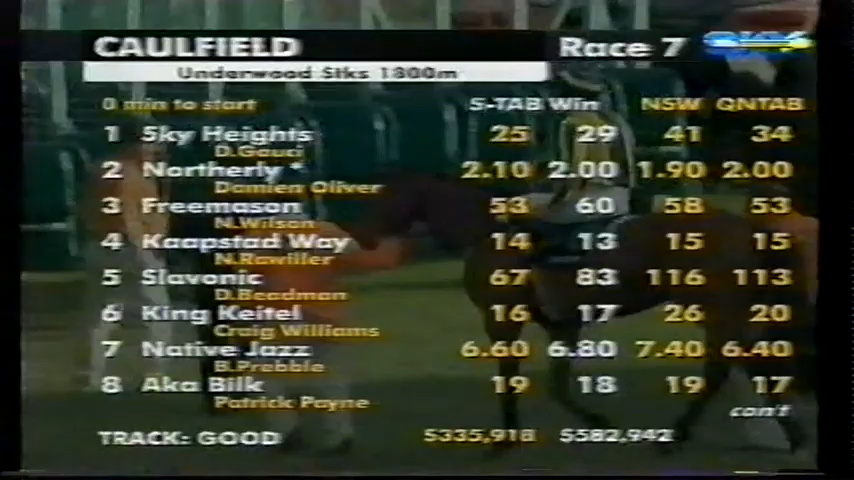 CAULFIELD Race 7 SKY
Underwood Stks 1800m
0 min to start S-TAB Win NSW QNTAB
1 Sky Heights 25 29 41 34
D.Gauci
2 Northerly * 2.10 2.00 1.90 2.00
Damien Oliver
3 Freemason 53 60 58 53
N.Wilson
4 Kaapstad Way 14 13 15 15
N.Rawiller
5 Slavonic 67 83 116 113
D.Beadman
6 King Keitel 16 17 26 20
Craig Williams
7 Native Jazz 6.60 6.80 7.40 6.40
B.Prebble
8 Aka Bilk 19 18 19 17
Patrick Payne
con't
TRACK: GOOD $335,918 $582,942